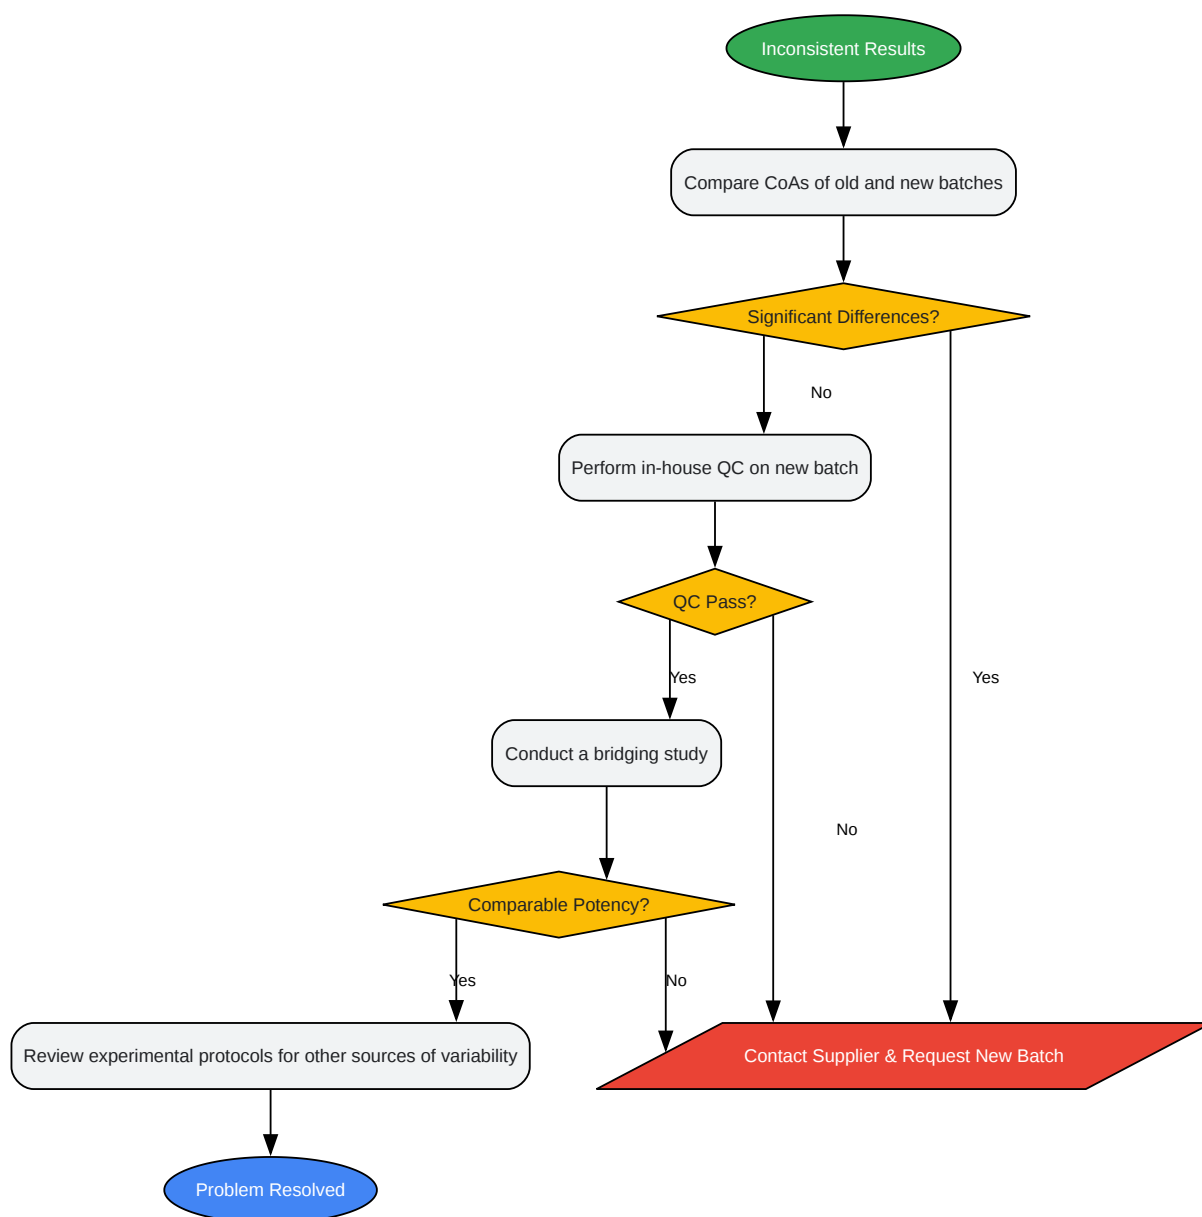 Inconsistent Results
Compare CoAs of old and new batches
Significant Differences?
No
Perform in-house QC on new batch
QC Pass?
Yes
Yes
Conduct a bridging study
No
Comparable Potency?
Yes
No
Review experimental protocols for other sources of variability
Contact Supplier & Request New Batch
Problem Resolved